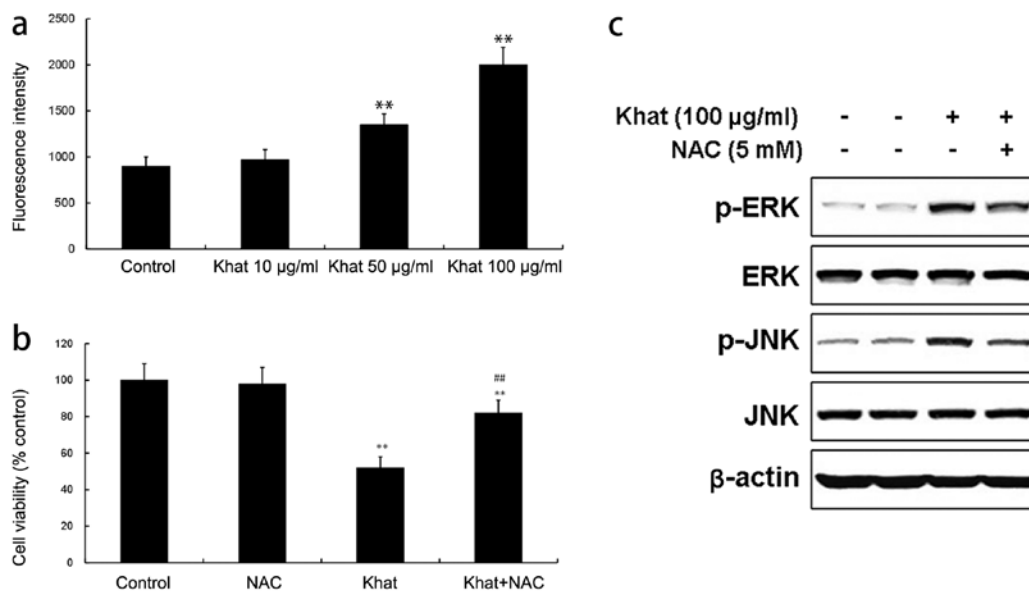 a
Fluorescence intensity
2500
2000
1500
1000
500
0
**
**
Control Khat 10 µg/ml Khat 50 µg/ml Khat 100 µg/ml
b
Cell viability (% control)
120
100
80
60
40
20
0
**
##
**
Control NAC Khat Khat+NAC
c
Khat (100 µg/ml) - - + +
NAC (5 mM) - - - +
p-ERK
ERK
p-JNK
JNK
β-actin